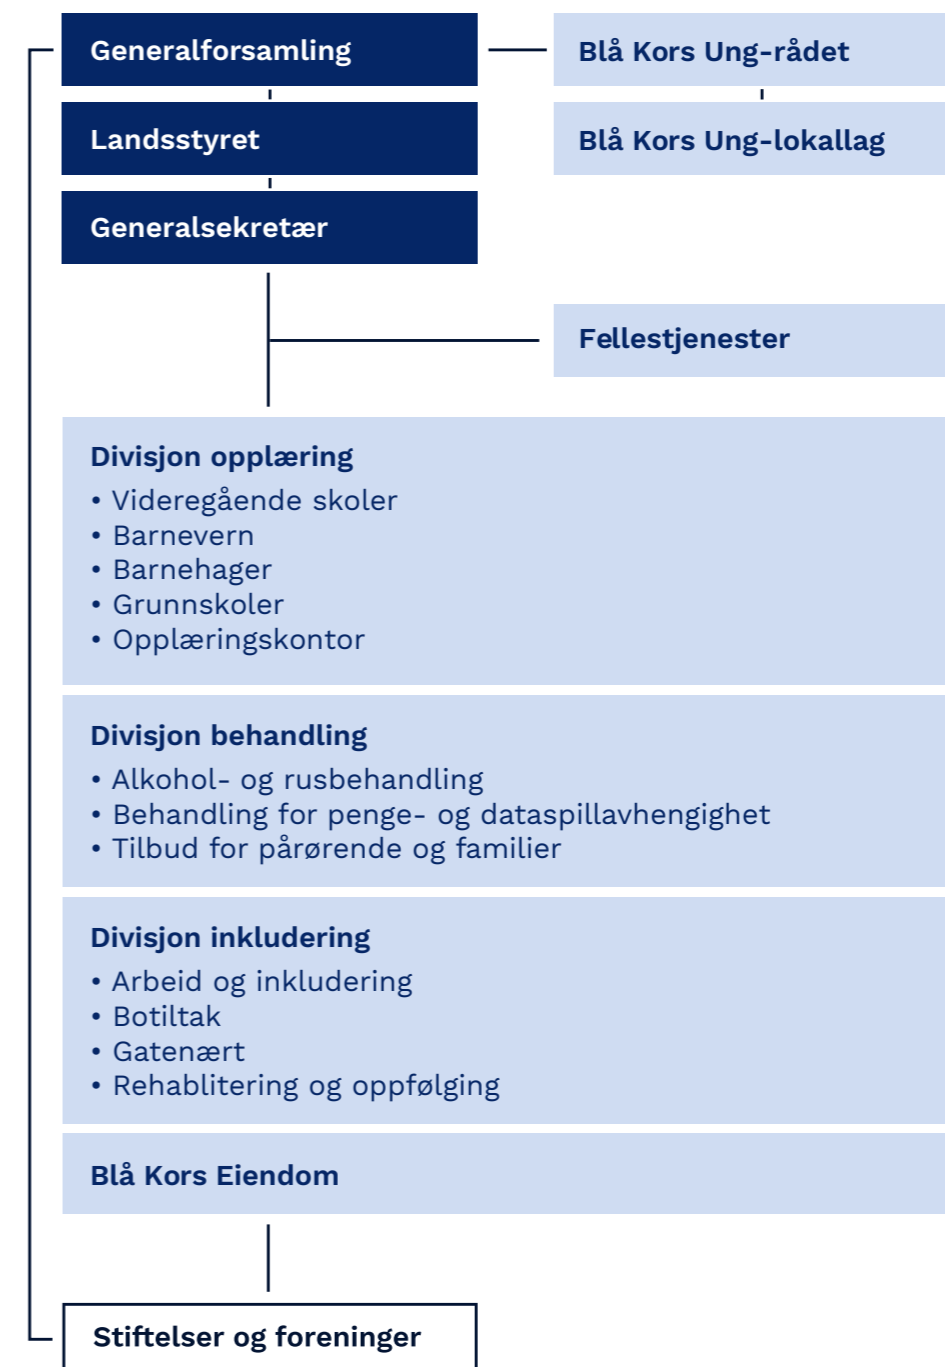 Generalforsamling
Blå Kors Ung-rådet
Landsstyret
Blå Kors Ung-lokallag
Generalsekretær
Fellestjenester
Divisjon opplæring
• Videregående skoler
• Barnevern
• Barnehager
• Grunnskoler
• Opplæringskontor
Divisjon behandling
• Alkohol- og rusbehandling
• Behandling for penge- og dataspillavhengighet
• Tilbud for pårørende og familier
Divisjon inkludering
• Arbeid og inkludering
• Botiltak
• Gatenært
• Rehablitering og oppfølging
Blå Kors Eiendom
Stiftelser og foreninger